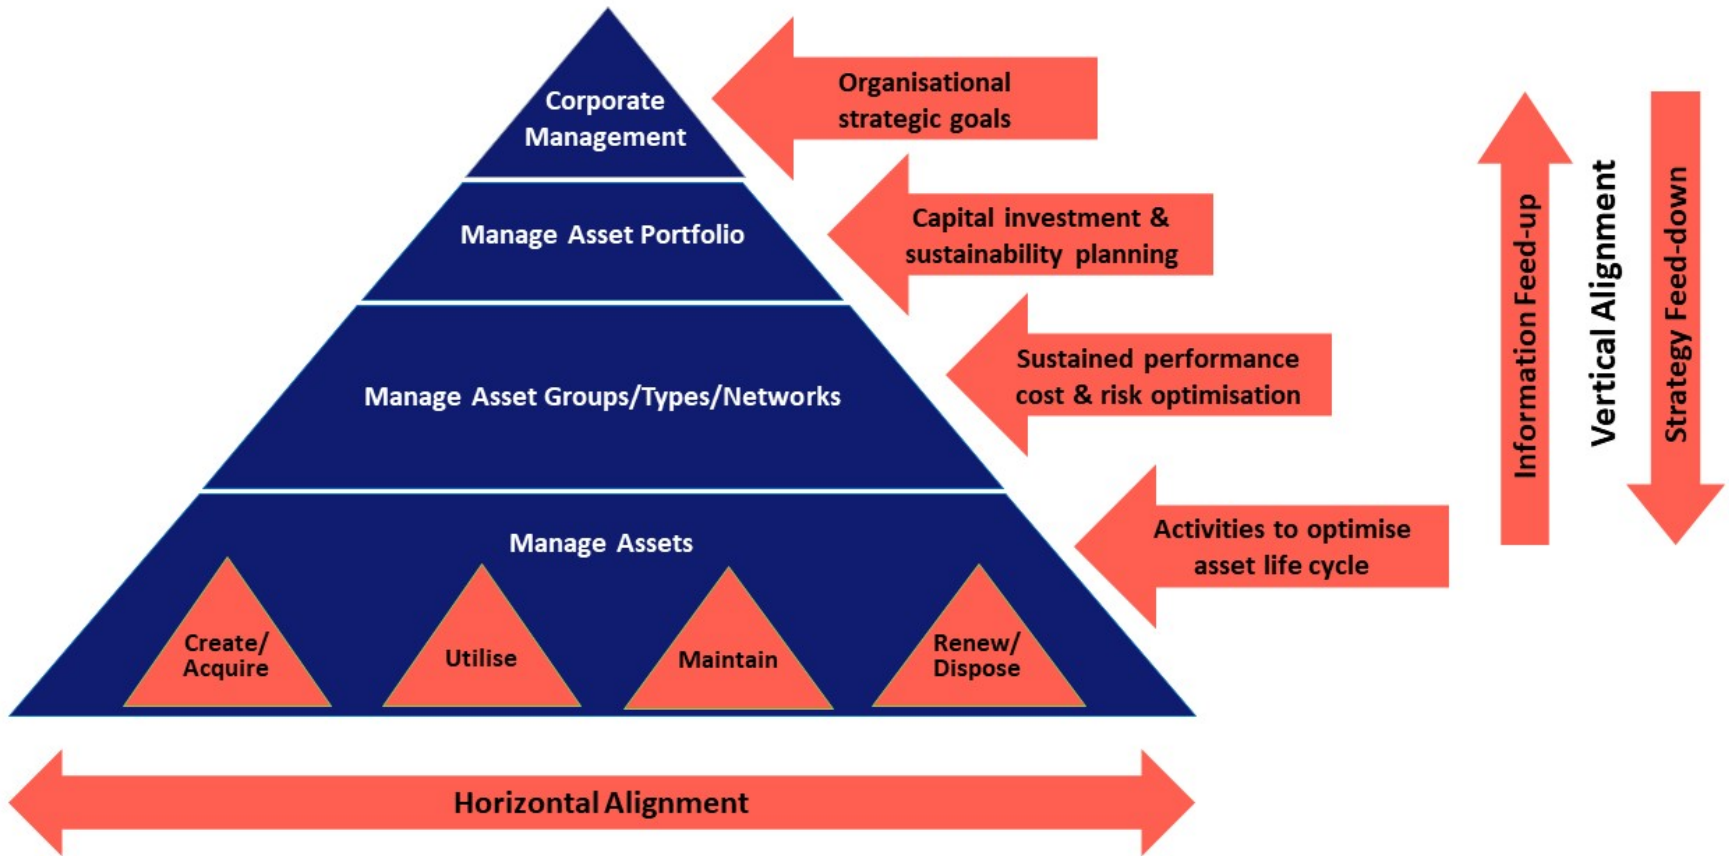 Corporate
Management
Organisational
strategic goals
Manage Asset Portfolio
Capital investment &
sustainability planning
Manage Asset Groups/Types/Networks
Sustained performance
cost & risk optimisation
Manage Assets
Activities to optimise
asset life cycle
Create/
Acquire
Utilise
Maintain
Renew/
Dispose
Horizontal Alignment
Information Feed-up
Vertical Alignment
Strategy Feed-down